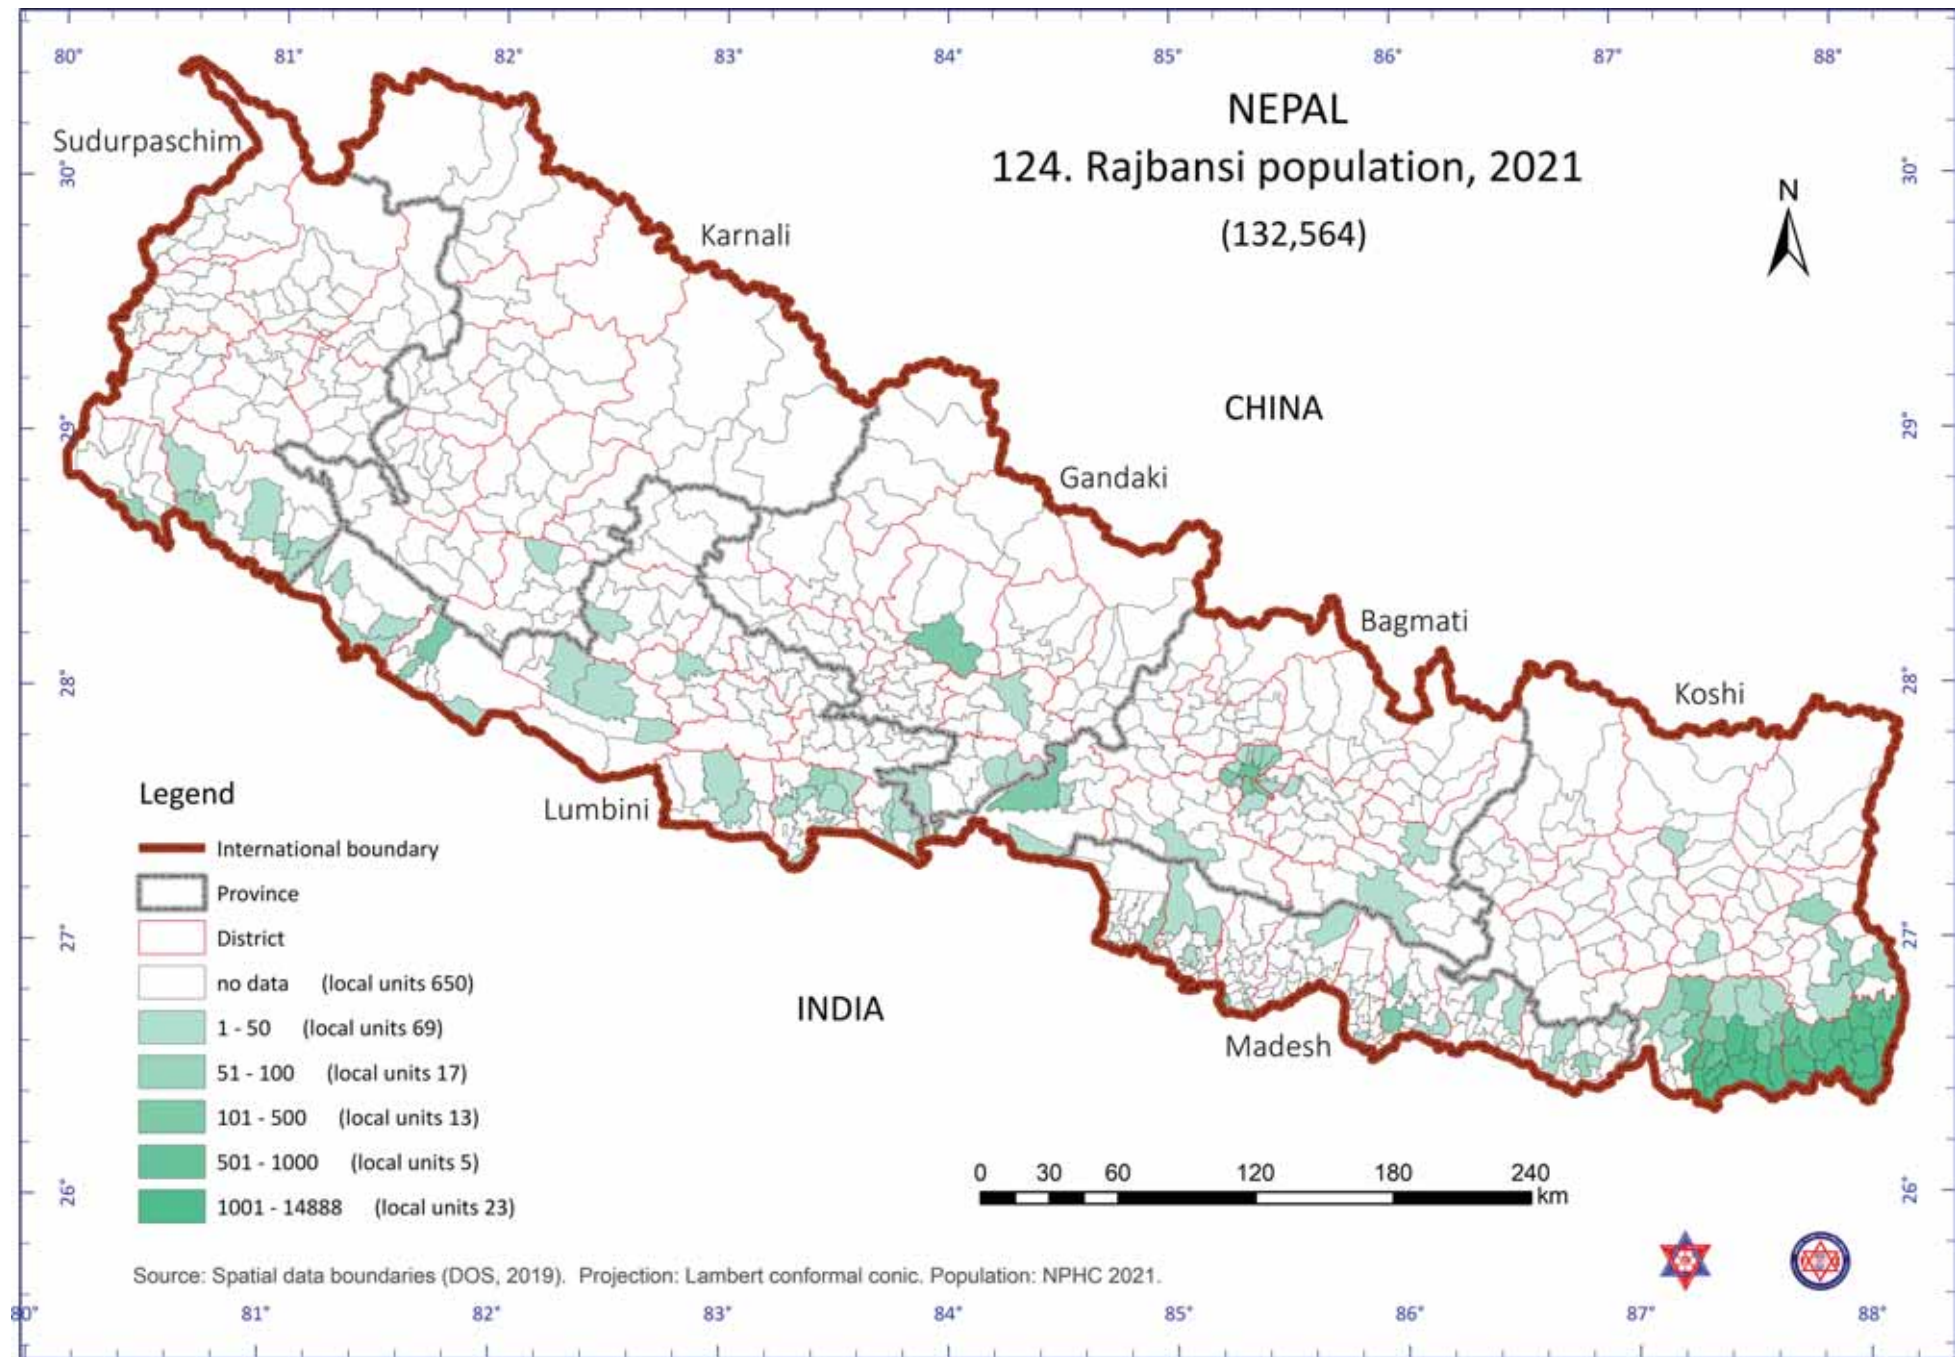 80° 81° 82° 83° 84° 85° 86° 87° 88°
NEPAL
124. Rajbansi population, 2021
(132,564)
N
Sudurpaschim
30° 30°
Karnali
CHINA
29° 29°
Gandaki
Bagmati
Koshi
28° 28°
Lumbini
Legend
International boundary
Province
District
no data (local units 650)
1 - 50 (local units 69)
51 - 100 (local units 17)
101 - 500 (local units 13)
501 - 1000 (local units 5)
1001 - 14888 (local units 23)
27° 27°
INDIA
Madesh
0 30 60 120 180 240
km
26° 26°
Source: Spatial data boundaries (DOS, 2019). Projection: Lambert conformal conic. Population: NPHC 2021.
80° 81° 82° 83° 84° 85° 86° 87° 88°